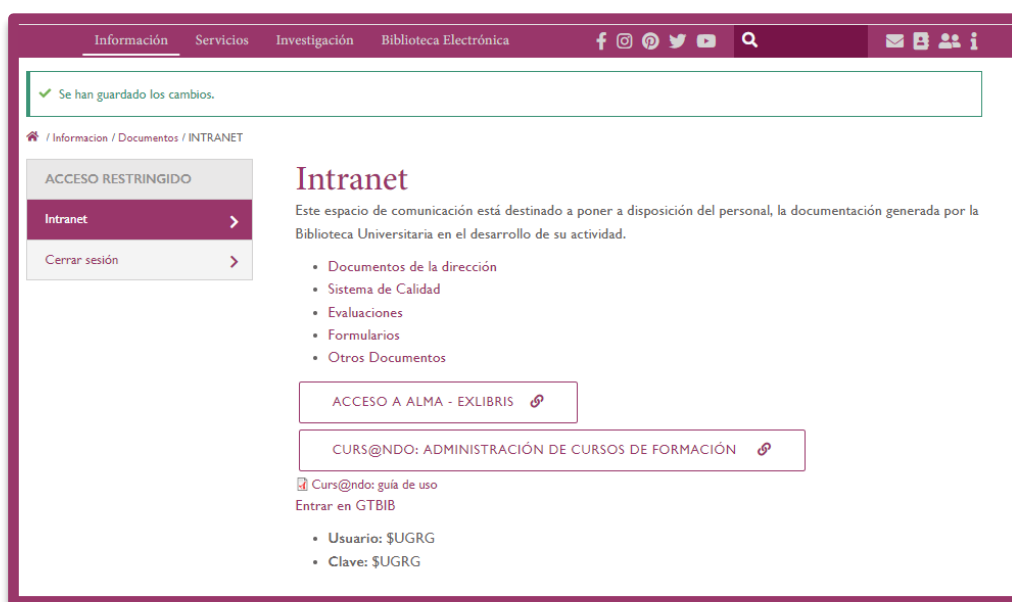 Información Servicios Investigación Biblioteca Electrónica
Se han guardado los cambios.
/ Informacion / Documentos / INTRANET
ACCESO RESTRINGIDO
Intranet
Cerrar sesión
Intranet
Este espacio de comunicación está destinado a poner a disposición del personal, la documentación generada por la
Biblioteca Universitaria en el desarrollo de su actividad.
• Documentos de la dirección
• Sistema de Calidad
• Evaluaciones
• Formularios
• Otros Documentos
ACCESO A ALMA - EXLIBRIS
CURS@NDO: ADMINISTRACIÓN DE CURSOS DE FORMACIÓN
Curs@ndo: guía de uso
Entrar en GTBIB
• Usuario: $UGRG
• Clave: $UGRG